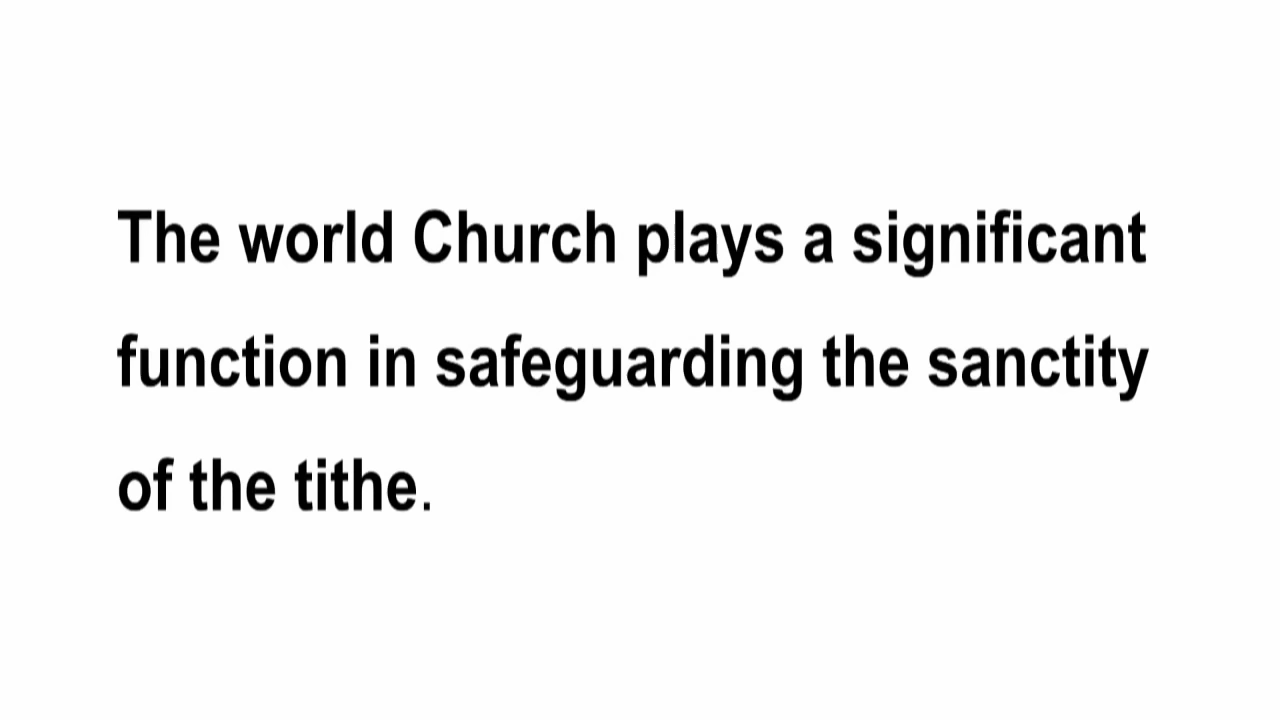 The world Church plays a significant
function in safeguarding the sanctity
of the tithe.